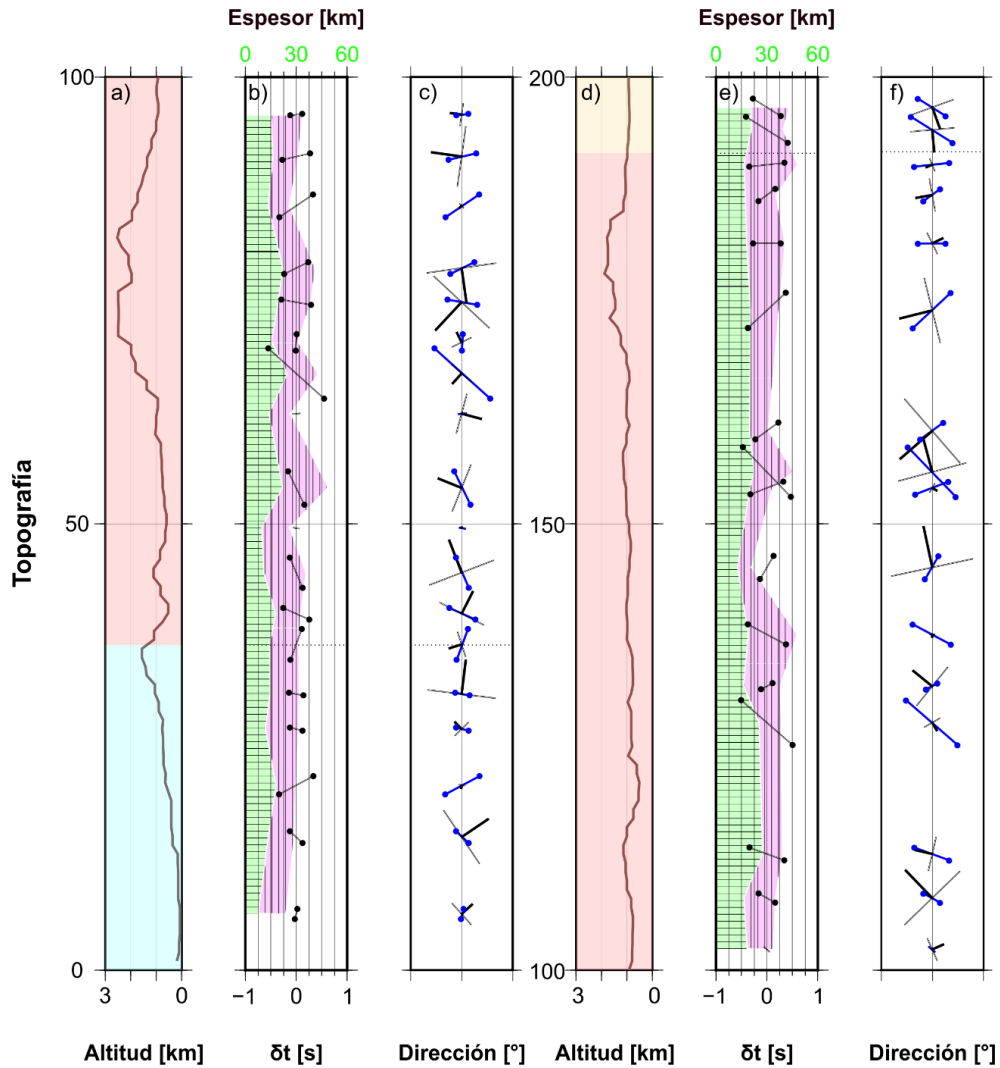 Espesor [km]
Espesor [km]
0 30 60
0 30 60
100
200
a)
b)
c)
d)
e)
f)
Topografía
50
150
0
100
3 0
−1 0 1
3 0
−1 0 1
Altitud [km]
δt [s]
Dirección [°]
Altitud [km]
δt [s]
Dirección [°]